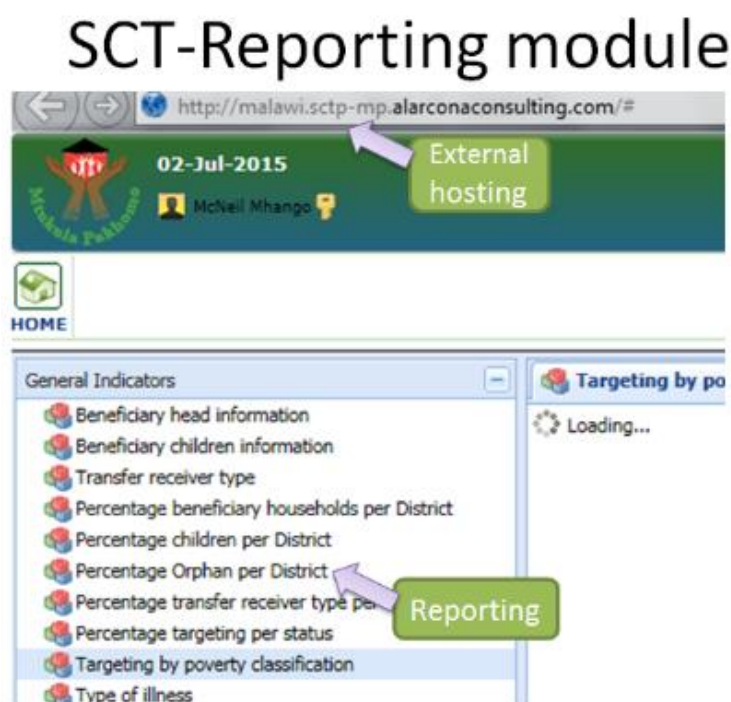 SCT-Reporting module
http://malawi.sctp-mp.alarconaconsulting.com/#
External
hosting
02-Jul-2015
McNeil Mhango
Mtukula Pakhomo
HOME
General Indicators
Targeting by po
Beneficiary head information
Loading...
Beneficiary children information
Transfer receiver type
Percentage beneficiary households per District
Percentage children per District
Percentage Orphan per District
Percentage transfer receiver type per
Reporting
Percentage targeting per status
Targeting by poverty classification
Type of illness